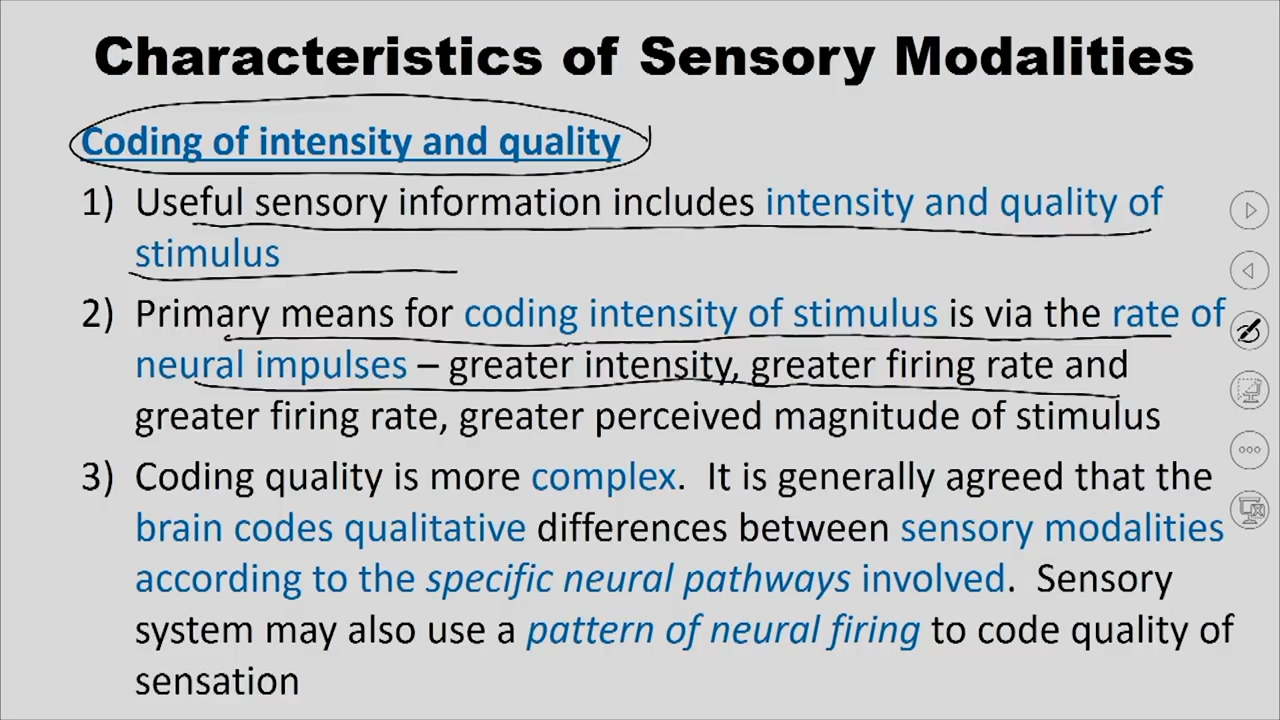 Characteristics of Sensory Modalities
Coding of intensity and quality
1) Useful sensory information includes intensity and quality of
stimulus
2) Primary means for coding intensity of stimulus is via the rate of
neural impulses – greater intensity, greater firing rate and
greater firing rate, greater perceived magnitude of stimulus
3) Coding quality is more complex. It is generally agreed that the
brain codes qualitative differences between sensory modalities
according to the specific neural pathways involved. Sensory
system may also use a pattern of neural firing to code quality of
sensation